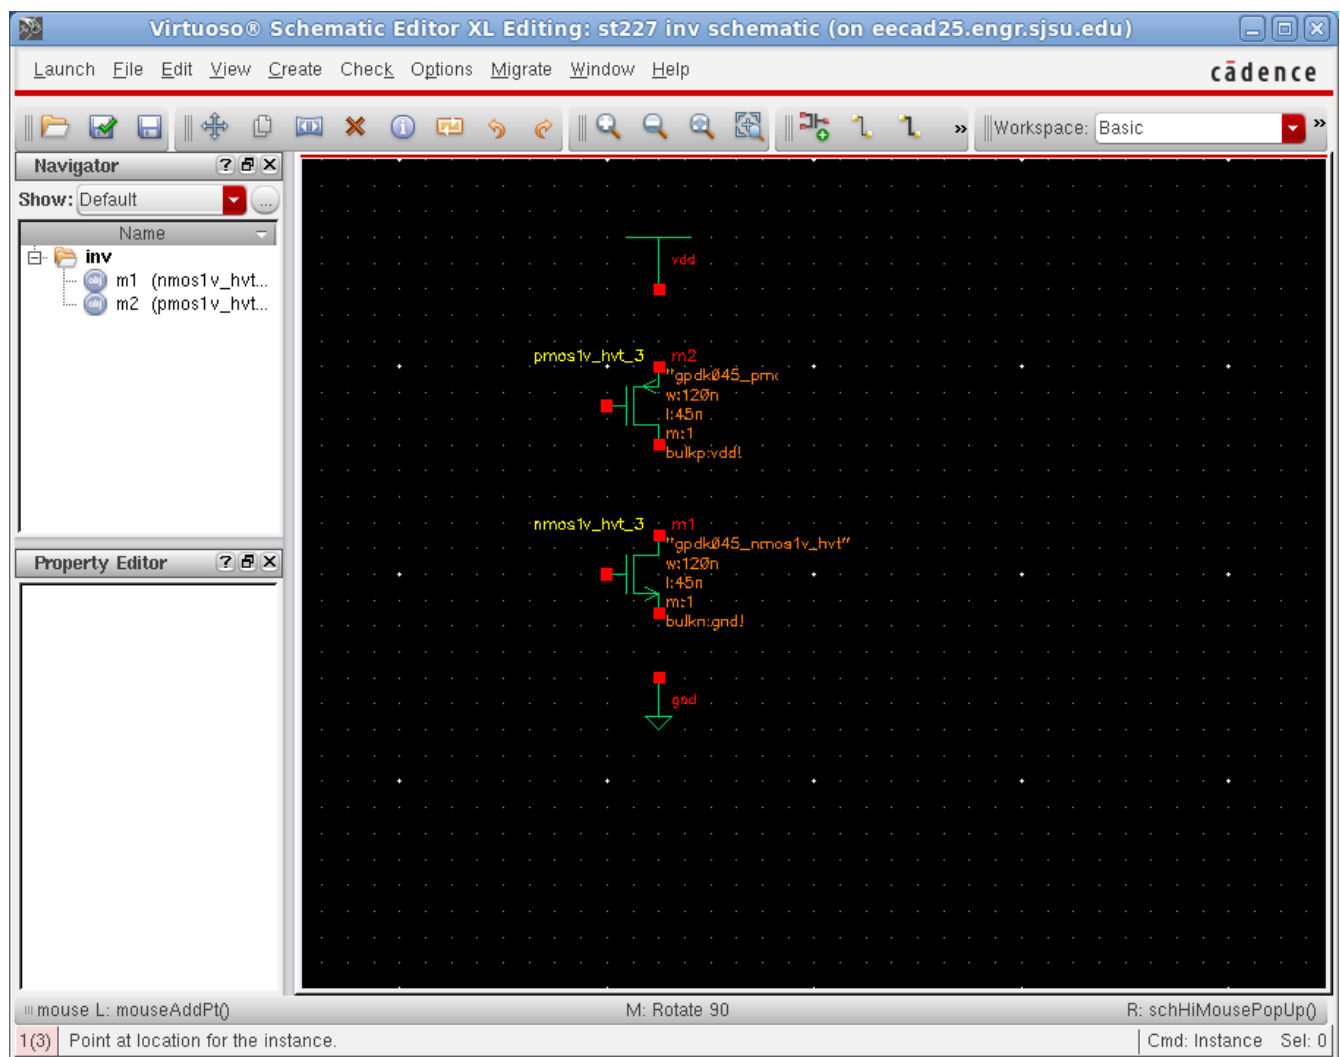 Virtuoso® Schematic Editor XL Editing: st227 inv schematic (on eecad25.engr.sjsu.edu)
Launch File Edit View Create Check Options Migrate Window Help
cādence
Workspace: Basic
Navigator
Show: Default
Name
inv
m1 (nmos1v_hvt...
m2 (pmos1v_hvt...
Property Editor
vdd
pmos1v_hvt_3 m2
"gpdk045_pmo
w:120n
l:45n
m:1
bulkp:vdd!
nmos1v_hvt_3 m1
"gpdk045_nmos1v_hvt"
w:120n
l:45n
m:1
bulkn:gnd!
gnd
mouse L: mouseAddPt() M: Rotate 90 R: schHiMousePopUp()
1(3) Point at location for the instance. Cmd: Instance Sel: 0